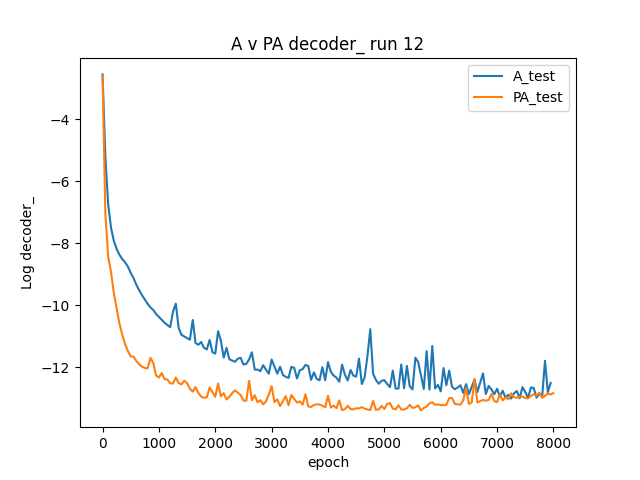 A v PA decoder_ run 12
A_test
PA_test
−4
−6
−8
−10
−12
Log decoder_
0 1000 2000 3000 4000 5000 6000 7000 8000
epoch